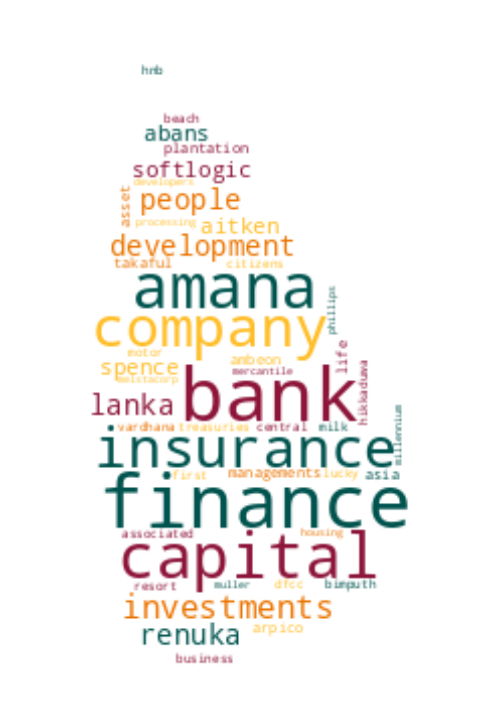 hnb
beach
abans
plantation
softlogic
developers
people
asset
processing
aitken
development
takaful
citizens
amana
phillips
company
motor
ambeon
life
spence
mercantile
hikkaduwa
melstacorp
bank
lanka
millennium
vardhana treasuries central milk
insurance
first managements lucky asia
finance
associated housing
capital
resort muller dfcc bimputh
investments
arpico
renuka
business